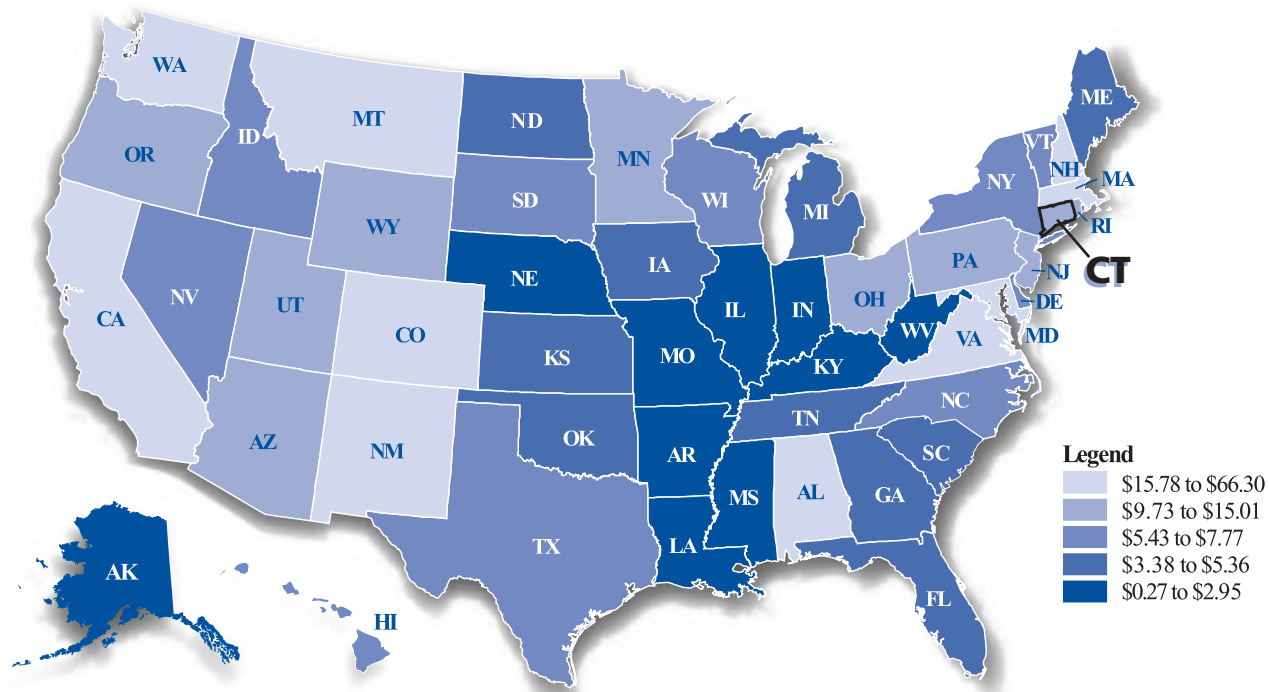 WA
MT
ND
MN
ME
OR
ID
VT
NH
MA
NY
WI
SD
MI
WY
RI
IA
PA
NJ
CT
NE
NV
UT
OH
DE
IL
IN
CA
CO
WV
MD
VA
KS
MO
KY
NC
TN
AZ
NM
OK
AR
SC
MS
AL
GA
TX
LA
AK
FL
HI
Legend
$15.78 to $66.30
$9.73 to $15.01
$5.43 to $7.77
$3.38 to $5.36
$0.27 to $2.95